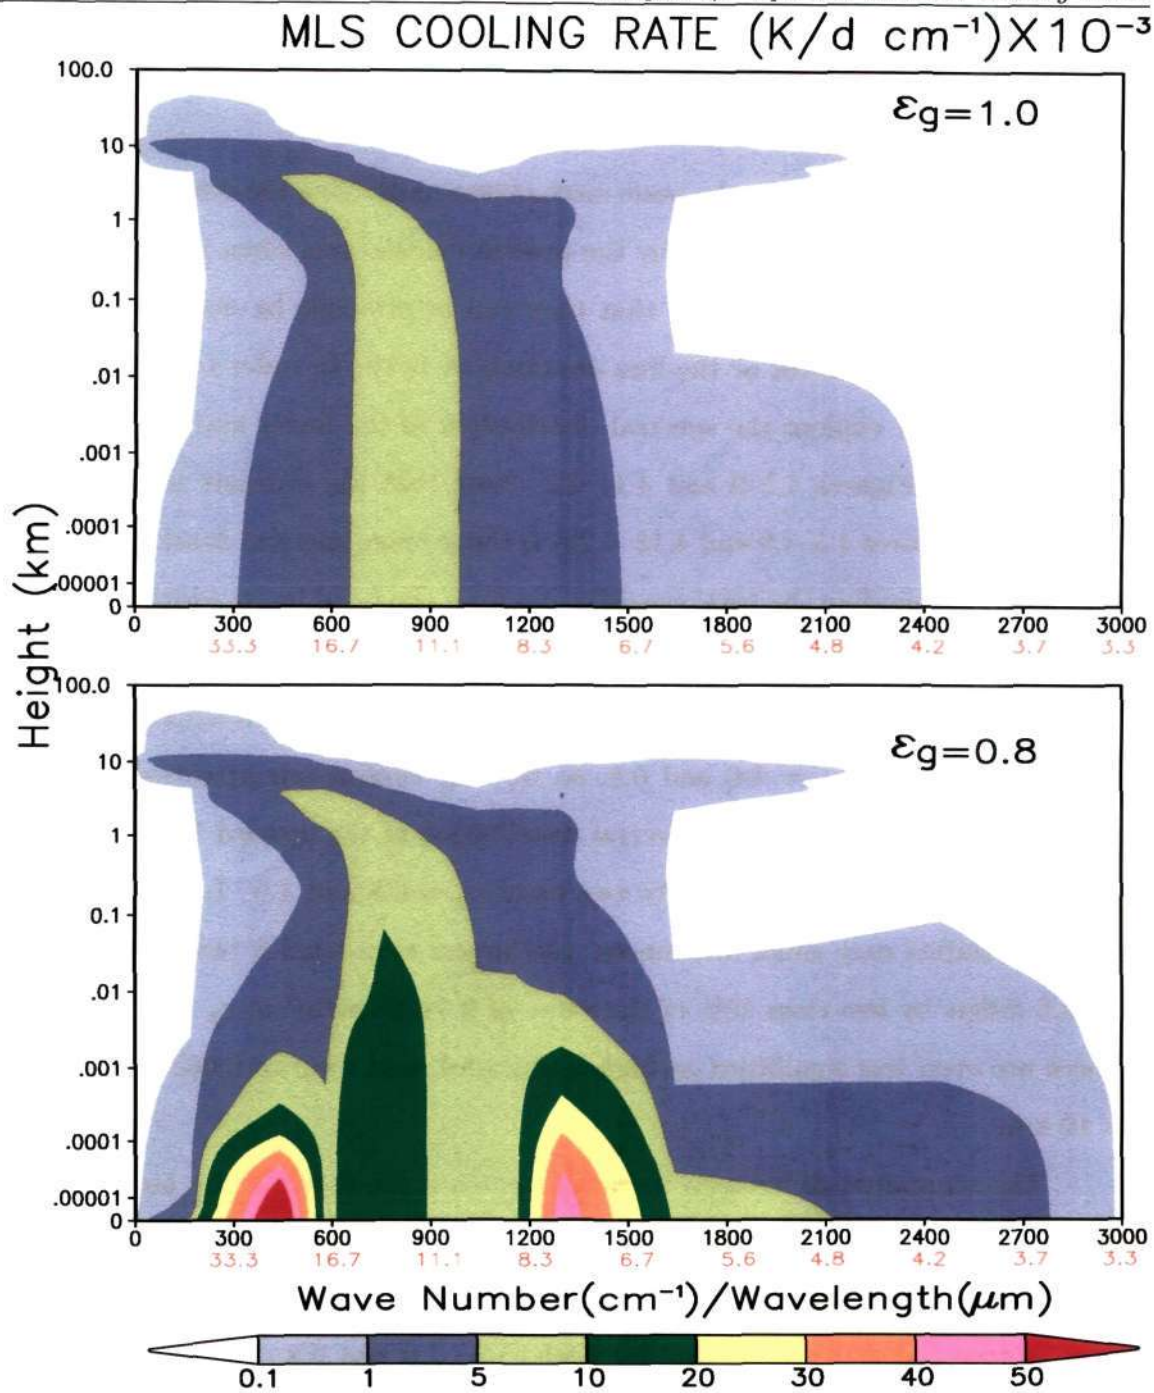 MLS COOLING RATE (K/d cm⁻¹)X10⁻³
100.0
εg=1.0
10
1
0.1
.01
.001
.0001
.00001
0
0 300 600 900 1200 1500 1800 2100 2400 2700 3000
33.3 16.7 11.1 8.3 6.7 5.6 4.8 4.2 3.7 3.3
Height (km)
100.0
εg=0.8
10
1
0.1
.01
.001
.0001
.00001
0
0 300 600 900 1200 1500 1800 2100 2400 2700 3000
33.3 16.7 11.1 8.3 6.7 5.6 4.8 4.2 3.7 3.3
Wave Number(cm⁻¹)/Wavelength(μm)
0.1 1 5 10 20 30 40 50